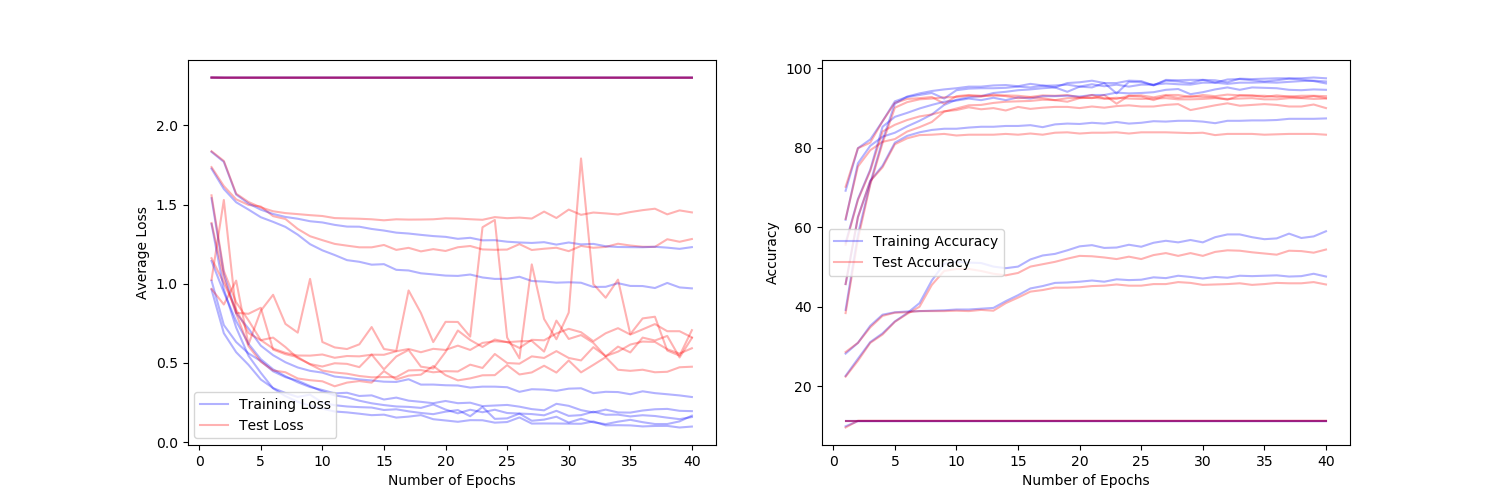 2.0
1.5
1.0
0.5
0.0
Average Loss
Training Loss
Test Loss
0 5 10 15 20 25 30 35 40
Number of Epochs
100
80
60
40
20
Accuracy
Training Accuracy
Test Accuracy
0 5 10 15 20 25 30 35 40
Number of Epochs